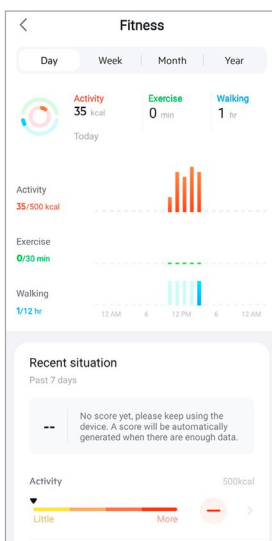 Fitness
Day Week Month Year
Activity Exercise Walking
35 kcal 0 min 1 hr
Today
Activity
35/500 kcal
Exercise
0/30 min
Walking
1/12 hr
12 AM 6 12 PM 6 12 AM
Recent situation
Past 7 days
-- No score yet, please keep using the
device. A score will be automatically
generated when there are enough data.
Activity 500kcal
Little More